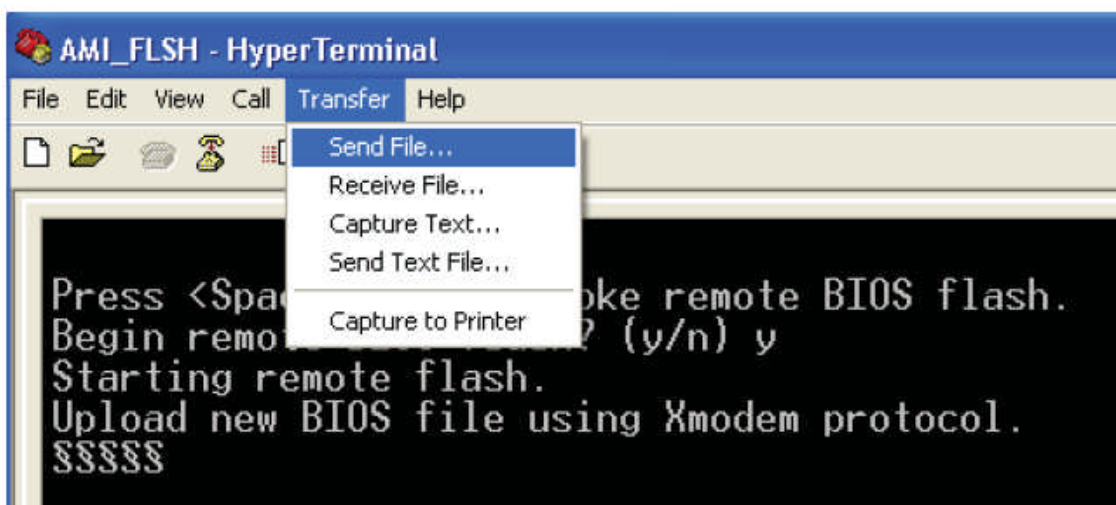 AMI_FLSH - HyperTerminal
File Edit View Call Transfer Help
Send File...
Receive File...
Capture Text...
Send Text File...
Capture to Printer
Press <Spa oke remote BIOS flash.
Begin remo ? (y/n) y
Starting remote flash.
Upload new BIOS file using Xmodem protocol.
§§§§§